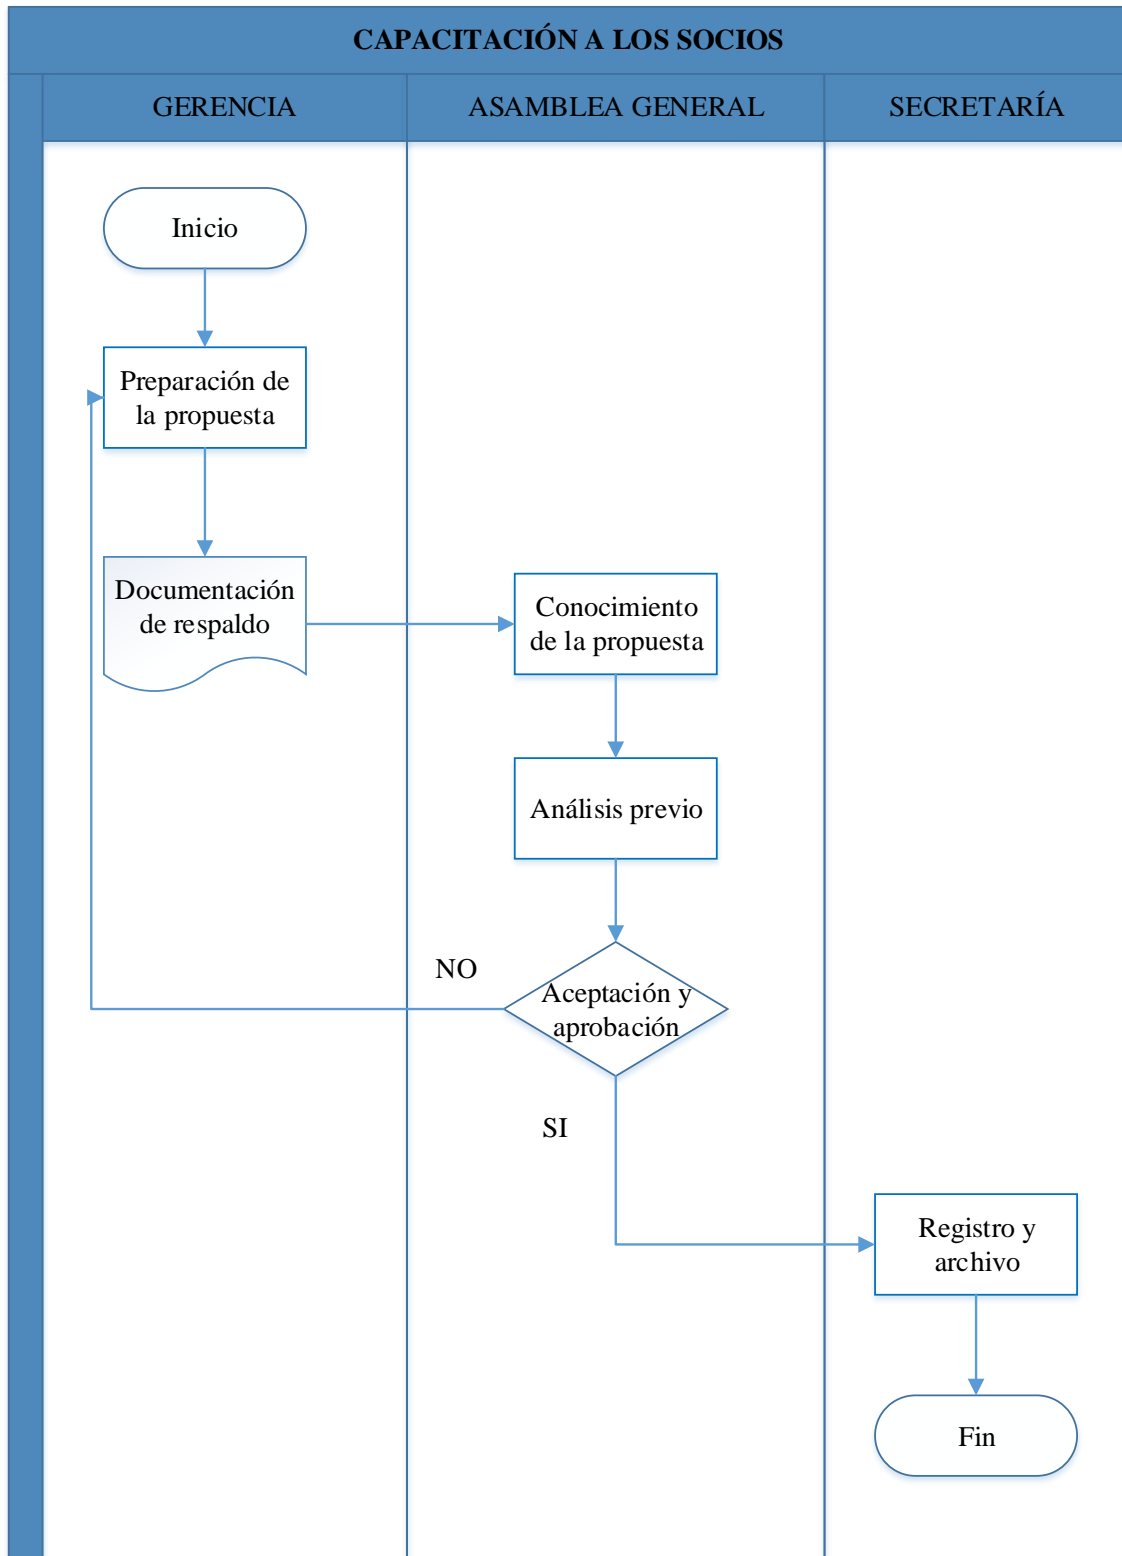 CAPACITACIÓN A LOS SOCIOS
GERENCIA
ASAMBLEA GENERAL
SECRETARÍA
Inicio
Preparación de
la propuesta
Documentación
de respaldo
Conocimiento
de la propuesta
Análisis previo
NO
Aceptación y
aprobación
SI
Registro y
archivo
Fin